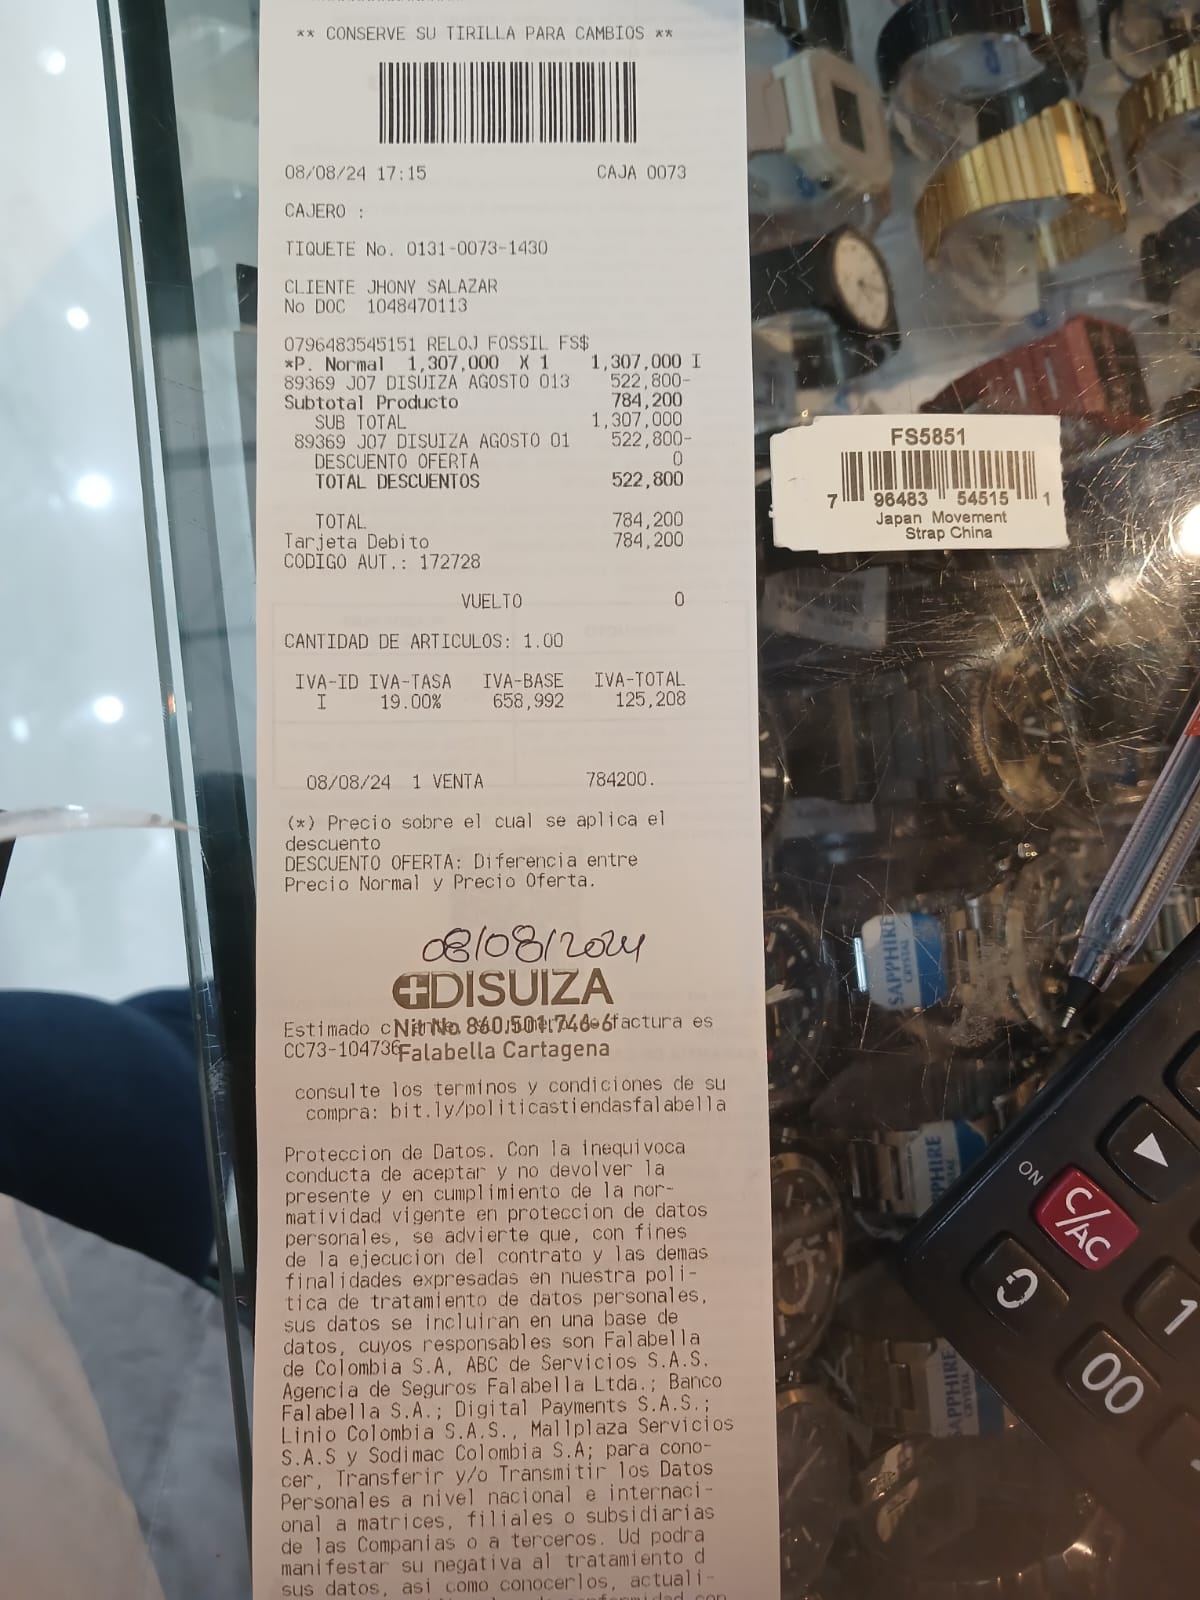 ** CONSERVE SU TIRILLA PARA CAMBIOS **
08/08/24 17:15 CAJA 0073
CAJERO :
TIQUETE No. 0131-0073-1430
CLIENTE JHONY SALAZAR
No DOC 1048470113
0796483545151 RELOJ FOSSIL FS$
*P. Normal 1,307,000 X 1 1,307,000 I
89369 J07 DISUIZA AGOSTO 013 522,800-
Subtotal Producto 784,200
SUB TOTAL 1,307,000
89369 J07 DISUIZA AGOSTO 01 522,800-
DESCUENTO OFERTA 0
TOTAL DESCUENTOS 522,800
TOTAL 784,200
Tarjeta Debito 784,200
CODIGO AUT.: 172728
VUELTO 0
CANTIDAD DE ARTICULOS: 1.00
IVA-ID IVA-TASA IVA-BASE IVA-TOTAL
I 19.00% 658,992 125,208
08/08/24 1 VENTA 784200.
(*) Precio sobre el cual se aplica el
descuento
DESCUENTO OFERTA: Diferencia entre
Precio Normal y Precio Oferta.
08/08/2024
DISUIZA
Nit No. 860.501.746-6
Estimado factura es
CC73-104736
Falabella Cartagena
consulte los terminos y condiciones de su
compra: bit.ly/politicastiendasfalabella
Proteccion de Datos. Con la inequivoca
conducta de aceptar y no devolver la
presente y en cumplimiento de la nor-
matividad vigente en proteccion de datos
personales, se advierte que, con fines
de la ejecucion del contrato y las demas
finalidades expresadas en nuestra poli-
tica de tratamiento de datos personales,
sus datos se incluiran en una base de
datos, cuyos responsables son Falabella
de Colombia S.A, ABC de Servicios S.A.S.
Agencia de Seguros Falabella Ltda.; Banco
Falabella S.A.; Digital Payments S.A.S.;
Linio Colombia S.A.S., Mallplaza Servicios
S.A.S y Sodimac Colombia S.A; para cono-
cer, Transferir y/o Transmitir los Datos
Personales a nivel nacional e internaci-
onal a matrices, filiales o subsidiarias
de las Companias o a terceros. Ud podra
manifestar su negativa al tratamiento d
sus datos, asi como conocerlos, actuali-
FS5851
7 96483 54515 1
Japan Movement
Strap China
SAPPHIRE
CRYSTAL
SAPPHIRE
CRYSTAL
ON
C/AC
0
1
00